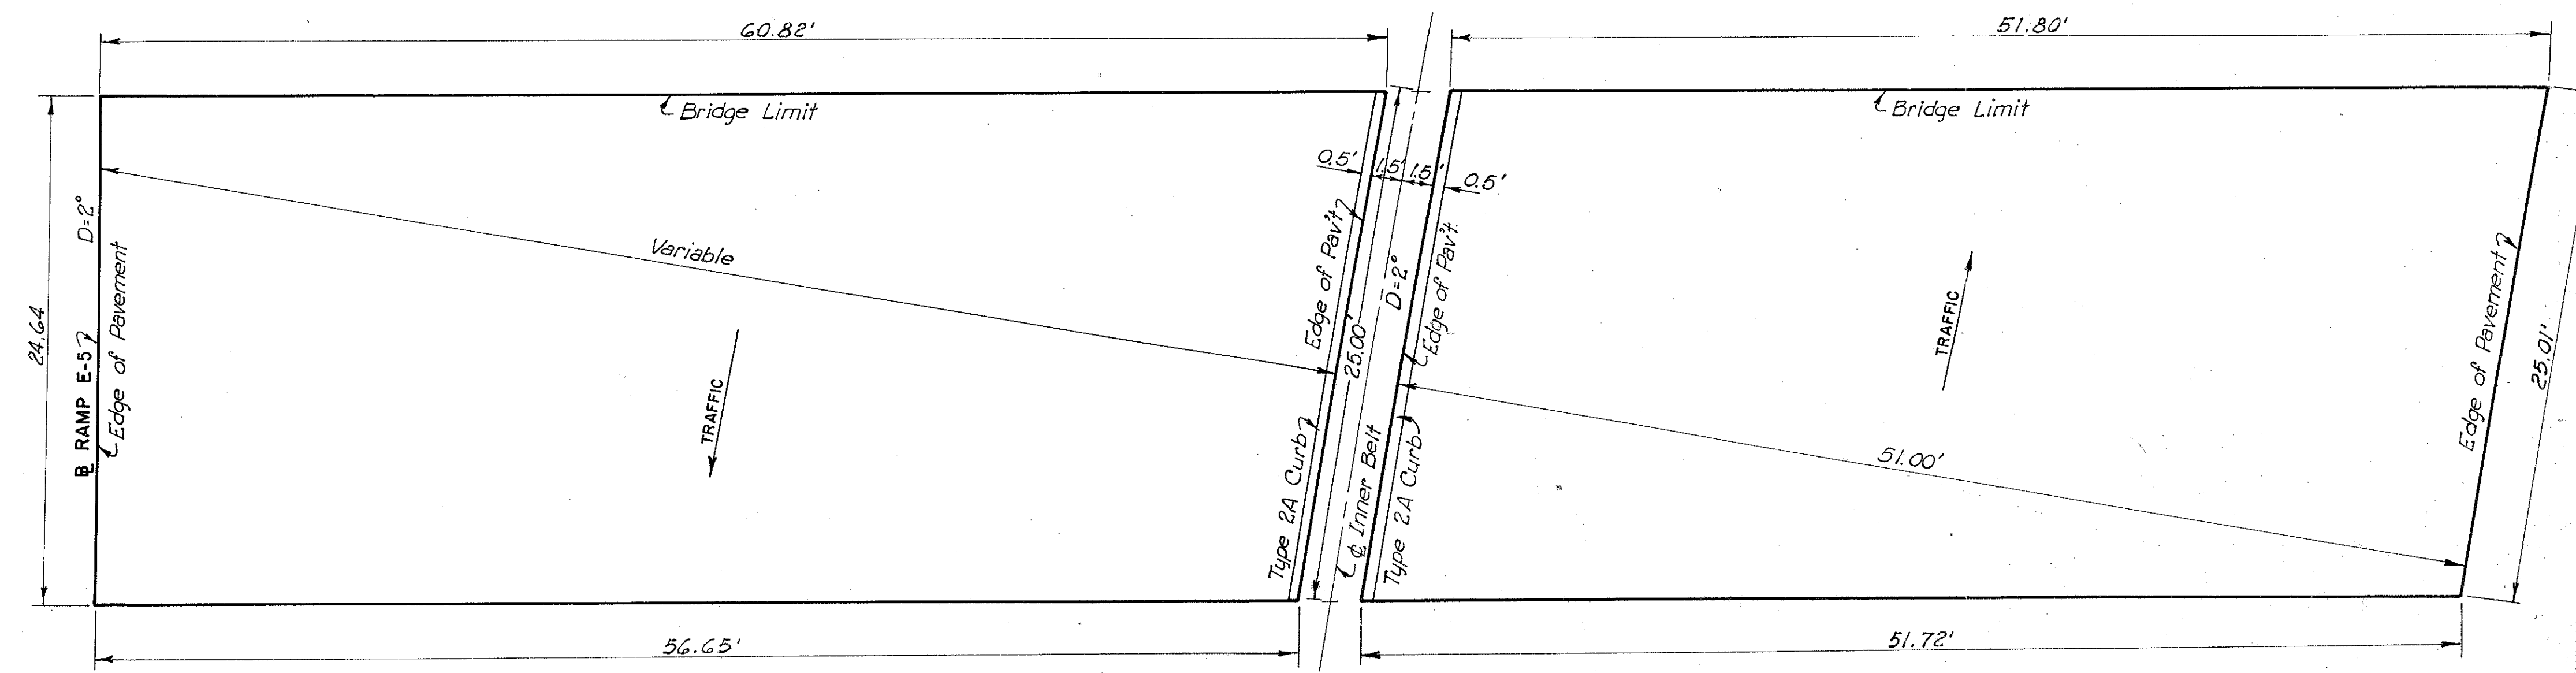 60.82'
51.80'
Bridge Limit
Bridge Limit
0.5'
1.5'
1.5'
0.5'
D=2°
Edge of Pavement
℄ RAMP E-5
24.64
Variable
TRAFFIC
Edge of Pav't.
Type 2A Curb
25.00'
D=2°
℄ Inner Belt
Edge of Pav't.
Type 2A Curb
TRAFFIC
51.00'
Edge of Pavement
25.01'
56.65'
51.72'